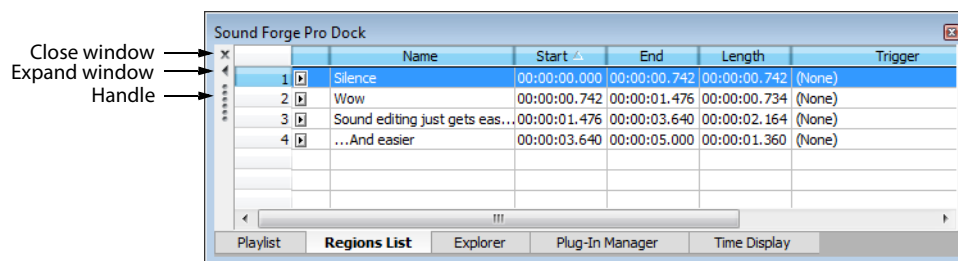 Sound Forge Pro Dock
Close window
Expand window
Handle
Name Start End Length Trigger
1 Silence 00:00:00.000 00:00:00.742 00:00:00.742 (None)
2 Wow 00:00:00.742 00:00:01.476 00:00:00.734 (None)
3 Sound editing just gets eas... 00:00:01.476 00:00:03.640 00:00:02.164 (None)
4 ...And easier 00:00:03.640 00:00:05.000 00:00:01.360 (None)
Playlist Regions List Explorer Plug-In Manager Time Display